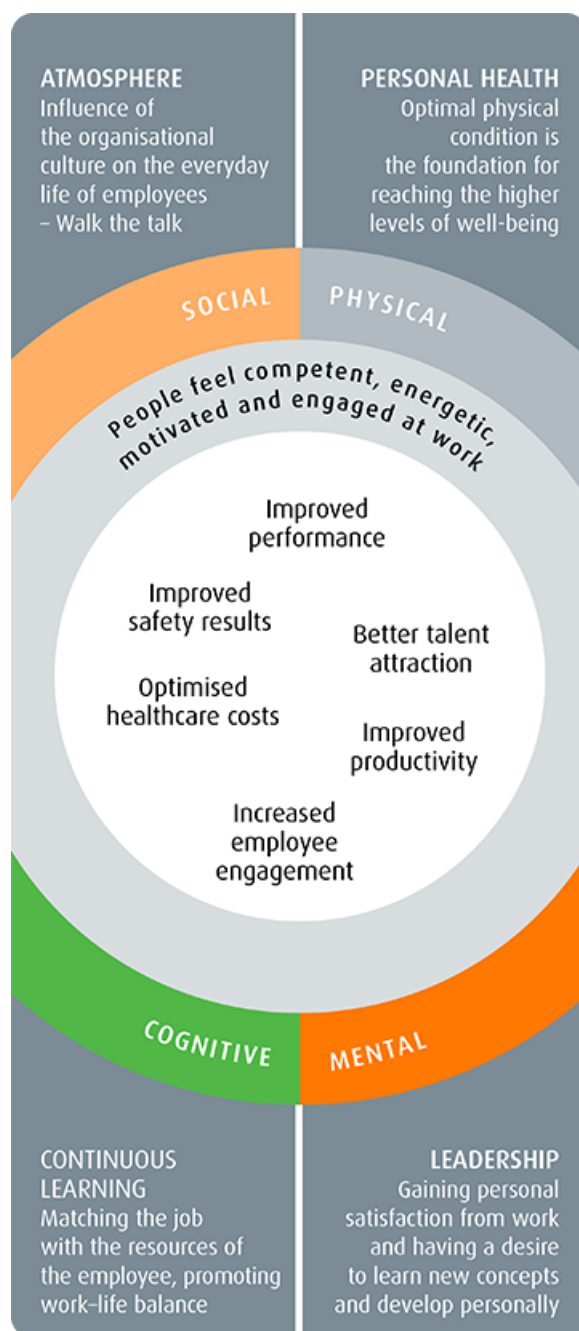 ATMOSPHERE
Influence of
the organisational
culture on the everyday
life of employees
– Walk the talk
PERSONAL HEALTH
Optimal physical
condition is
the foundation for
reaching the higher
levels of well-being
SOCIAL
PHYSICAL
People feel competent, energetic,
motivated and engaged at work
Improved
performance
Improved
safety results
Better talent
attraction
Optimised
healthcare costs
Improved
productivity
Increased
employee
engagement
COGNITIVE
MENTAL
CONTINUOUS
LEARNING
Matching the job
with the resources of
the employee, promoting
work–life balance
LEADERSHIP
Gaining personal
satisfaction from work
and having a desire
to learn new concepts
and develop personally